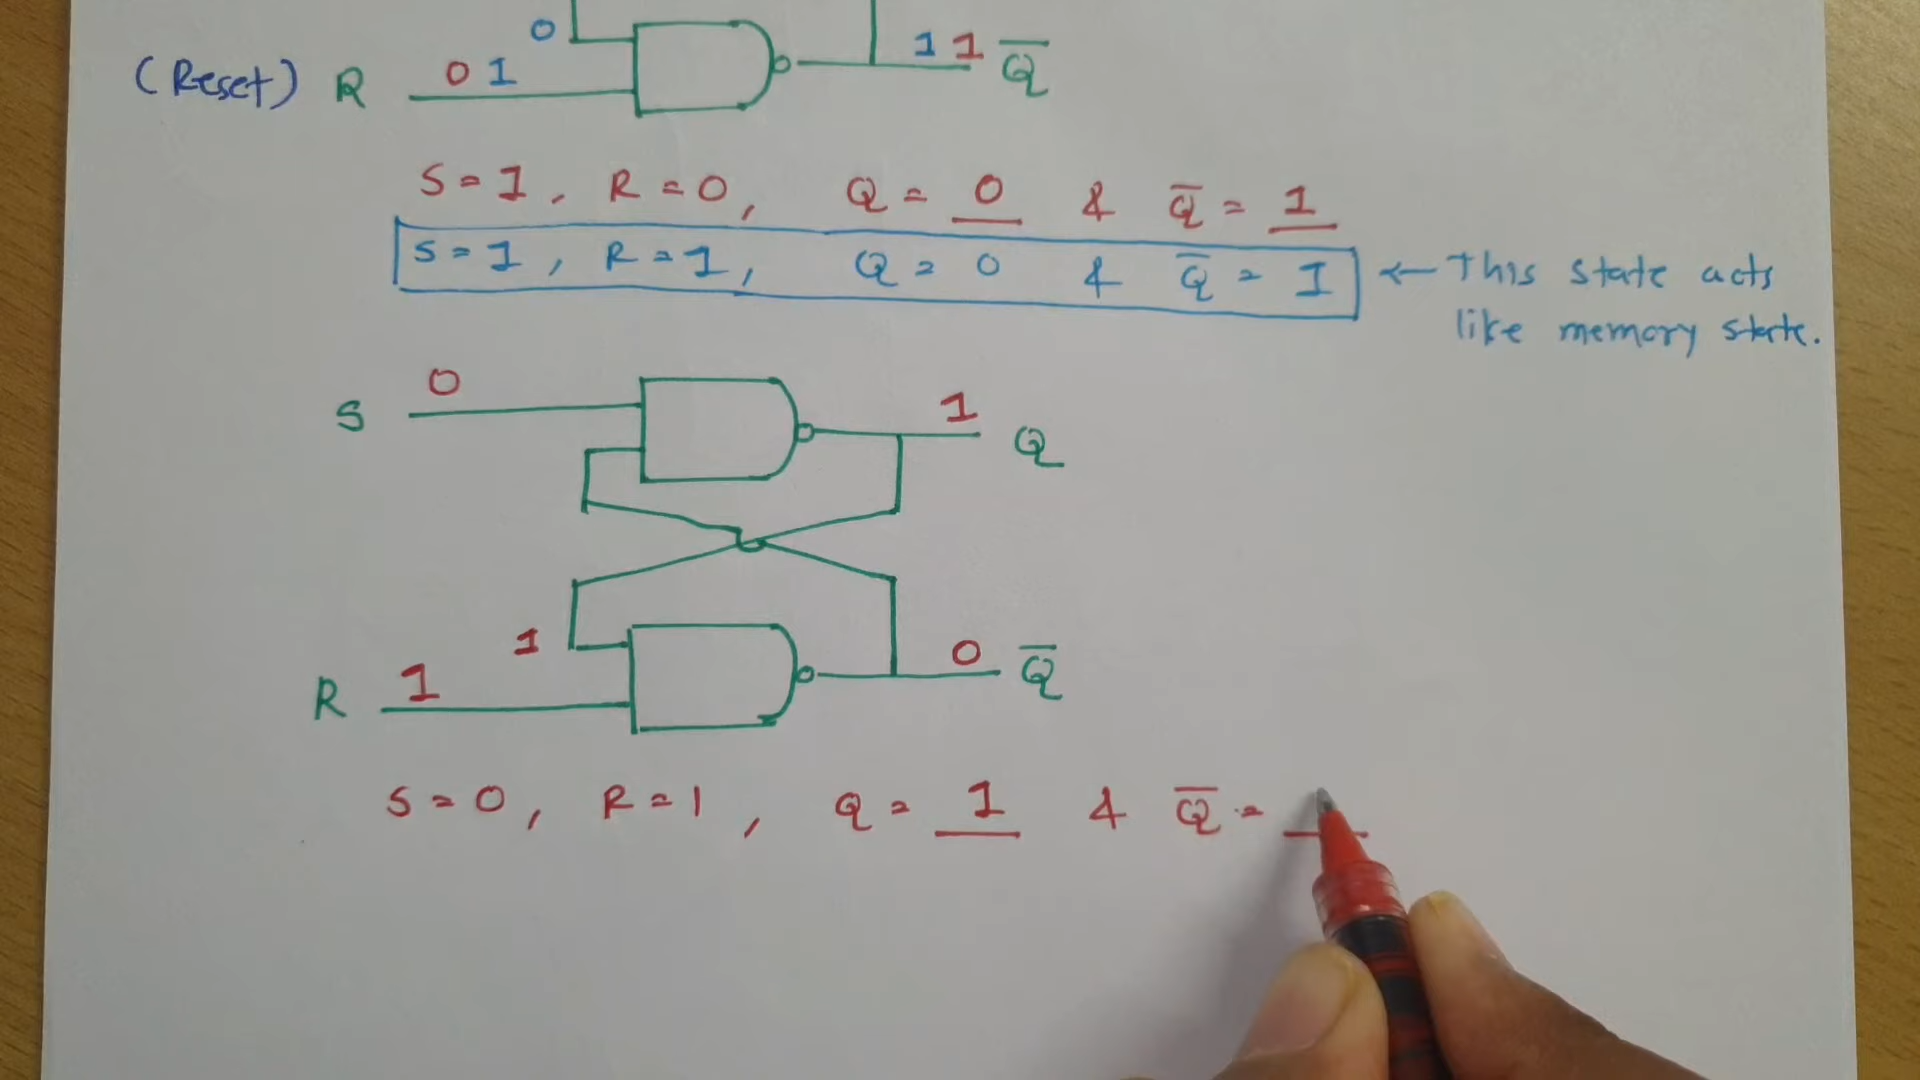 0 1 1 Q̅
(Reset) R 0 1
S = 1, R = 0, Q = 0 & Q̅ = 1
S = 1, R = 1, Q = 0 & Q̅ = 1 ← This state acts
like memory state.
S 0 1 Q
1 0 Q̅
R 1
S = 0, R = 1, Q = 1 & Q̅ =